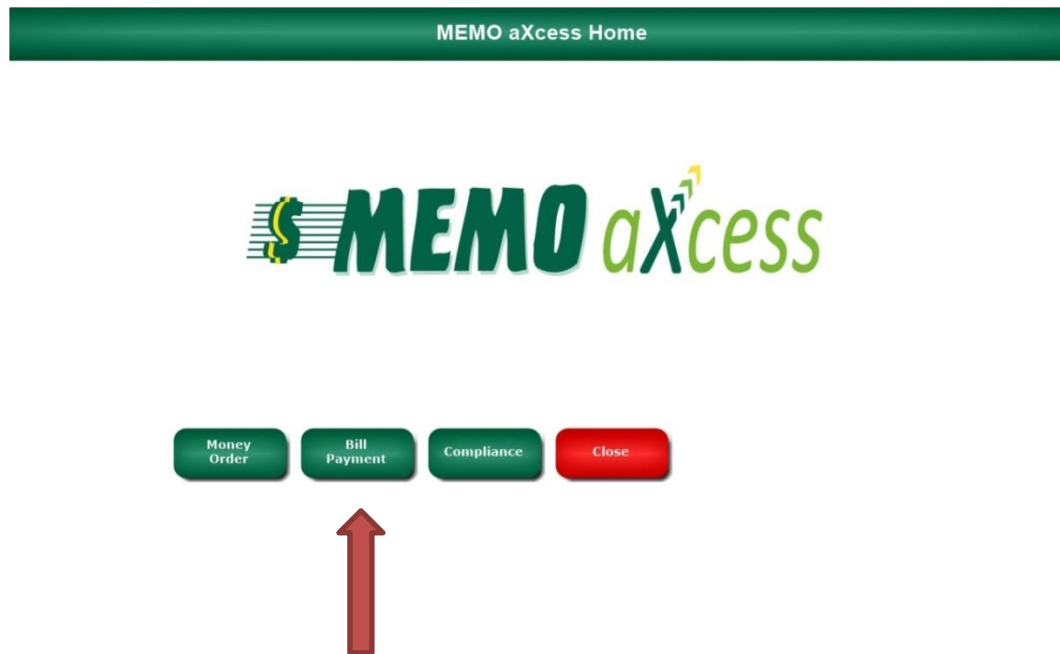 MEMO aXcess Home
$ MEMO aXcess
Money
Order
Bill
Payment
Compliance
Close